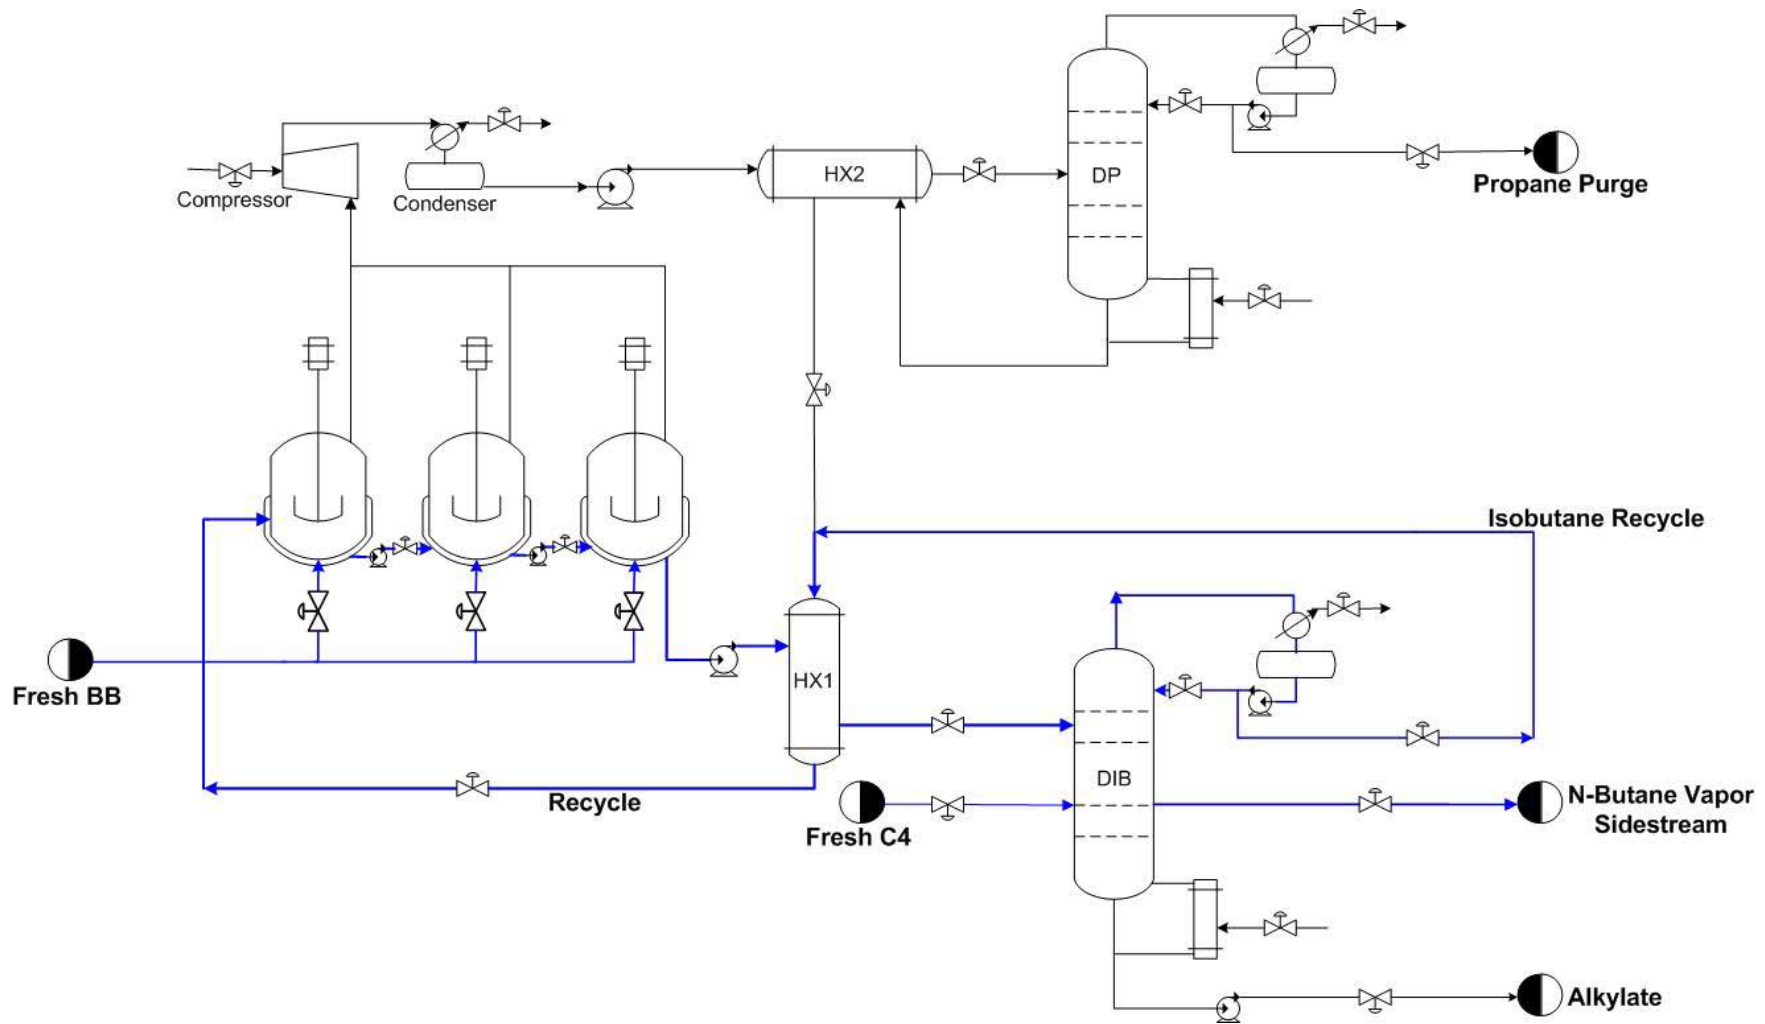 HX2
DP
Propane Purge
Compressor
Condenser
Isobutane Recycle
Fresh BB
HX1
DIB
Recycle
Fresh C4
N-Butane Vapor
Sidestream
Alkylate